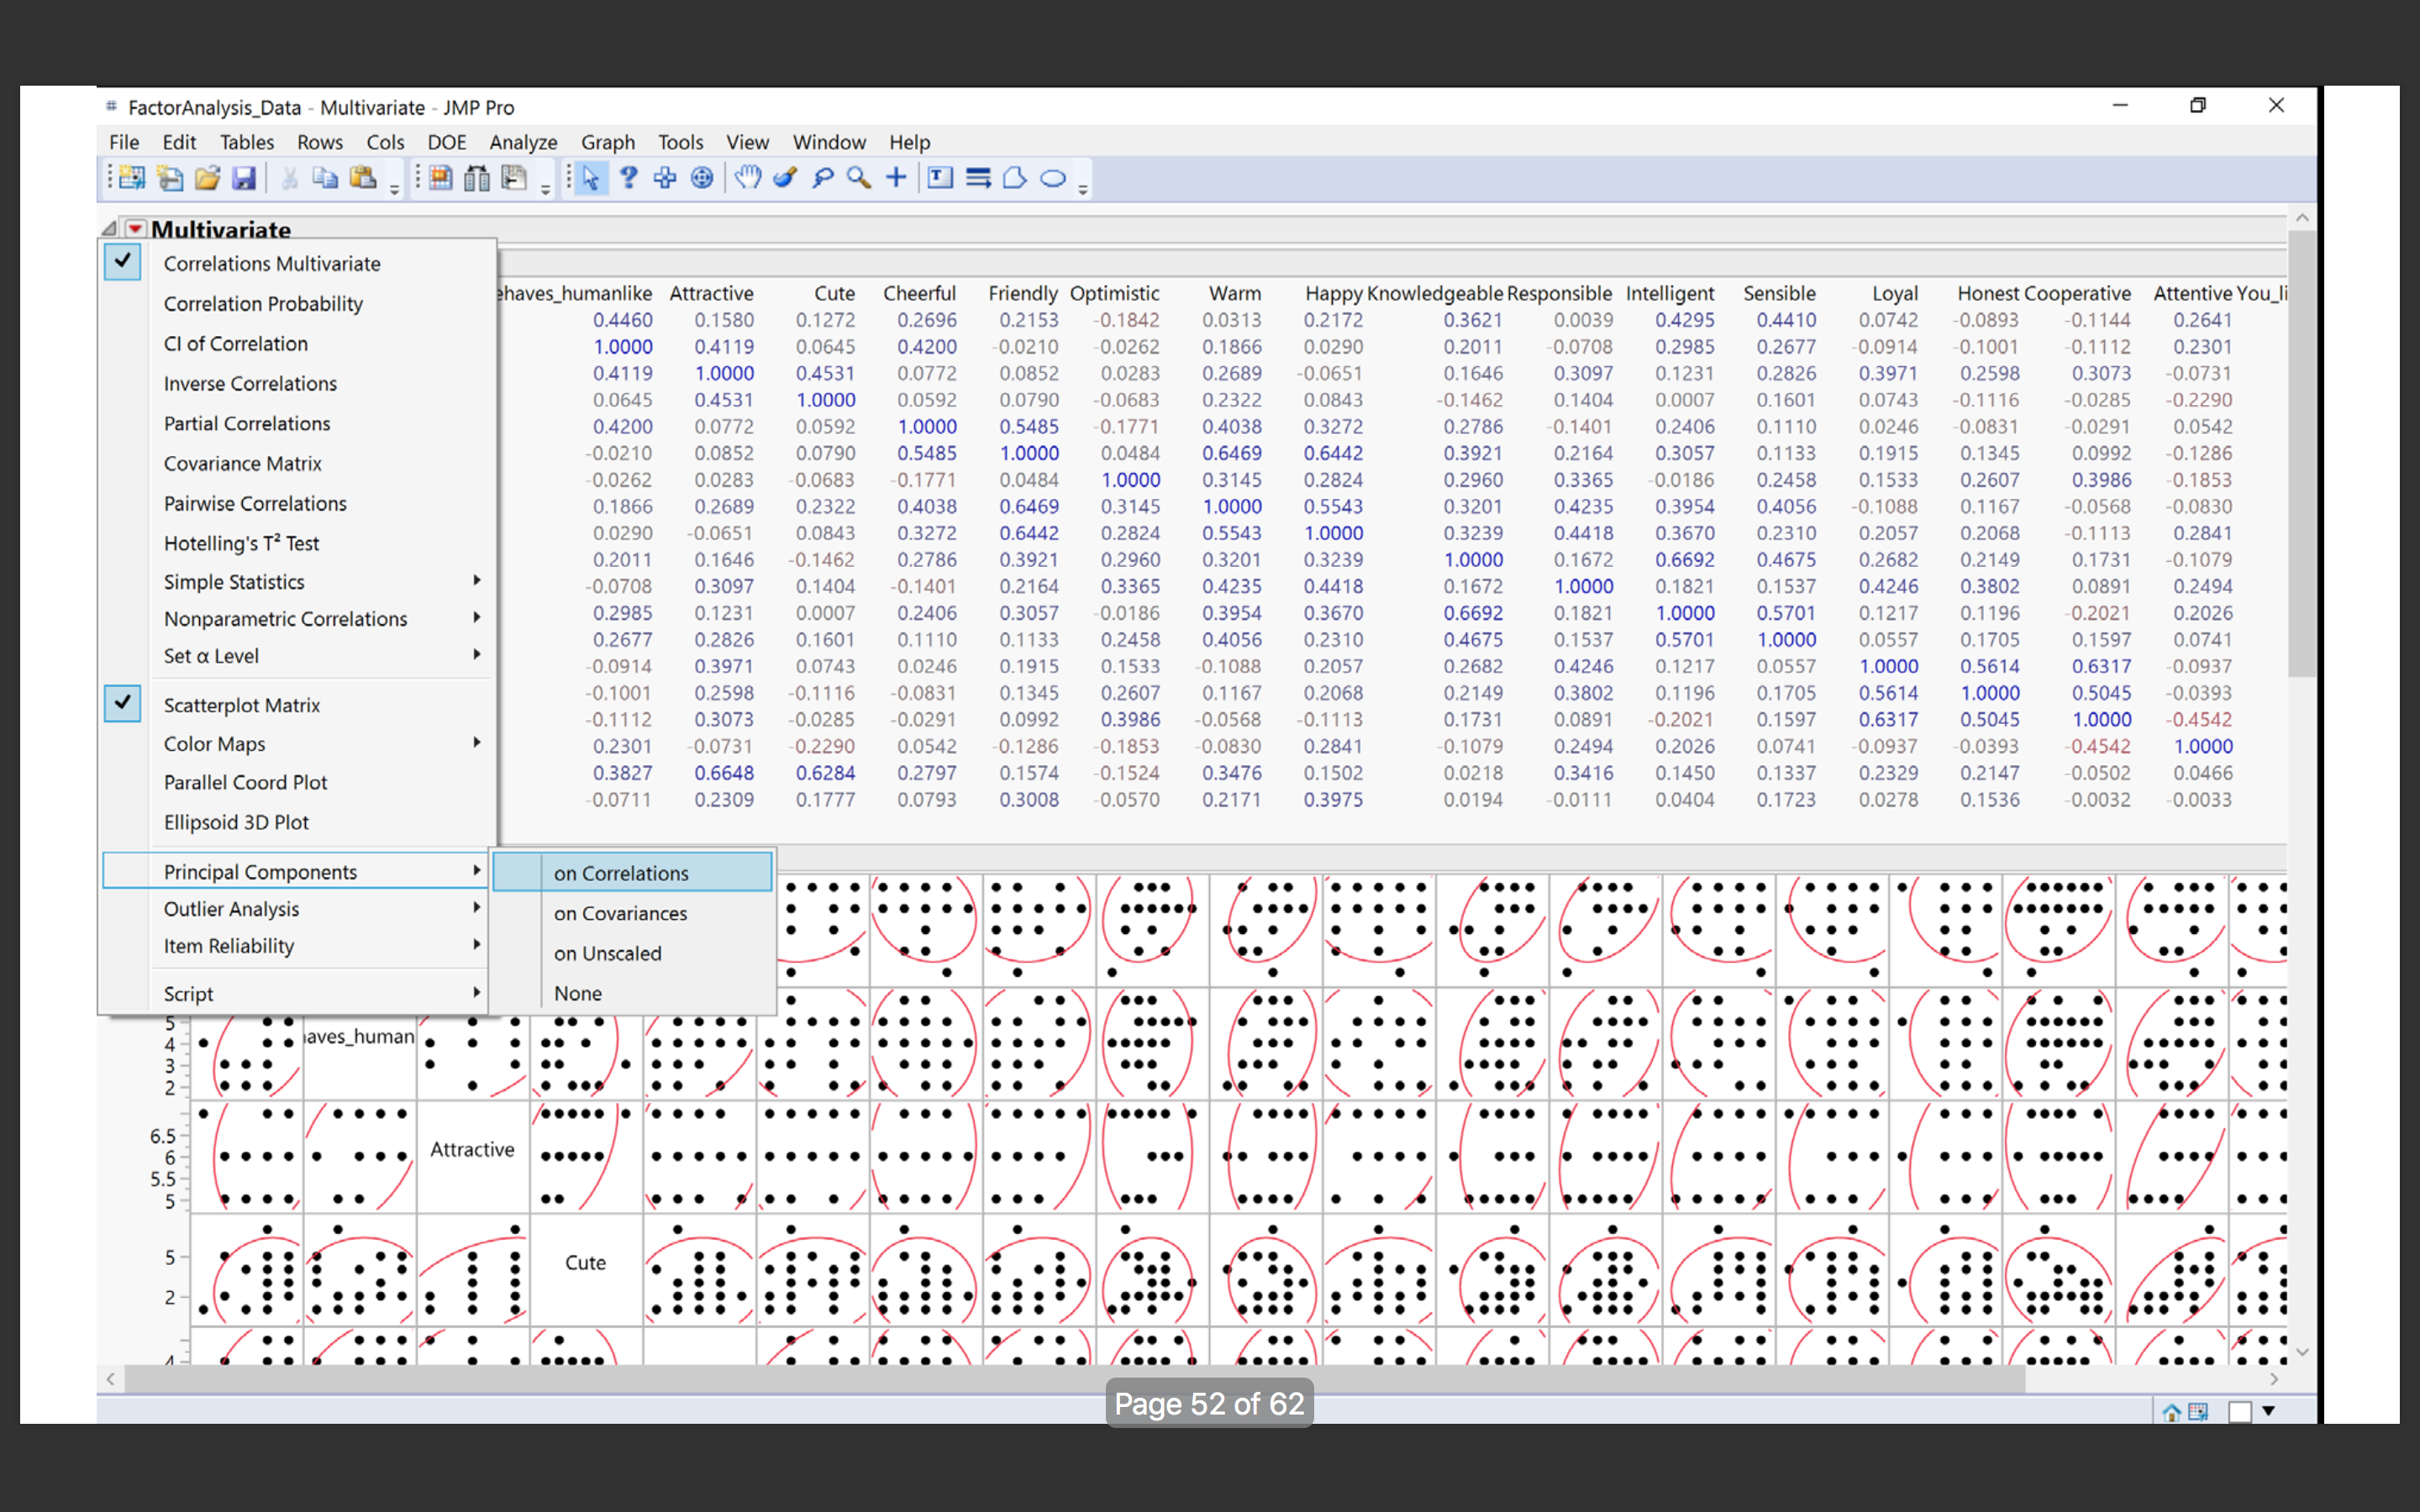 FactorAnalysis_Data - Multivariate - JMP Pro
File Edit Tables Rows Cols DOE Analyze Graph Tools View Window Help
Multivariate
Correlations Multivariate
Correlation Probability
CI of Correlation
Inverse Correlations
Partial Correlations
Covariance Matrix
Pairwise Correlations
Hotelling's T² Test
Simple Statistics
Nonparametric Correlations
Set α Level
Scatterplot Matrix
Color Maps
Parallel Coord Plot
Ellipsoid 3D Plot
Principal Components
Outlier Analysis
Item Reliability
Script
on Correlations
on Covariances
on Unscaled
None
ehaves_humanlike Attractive Cute Cheerful Friendly Optimistic Warm Happy Knowledgeable Responsible Intelligent Sensible Loyal Honest Cooperative Attentive You_li
0.4460 0.1580 0.1272 0.2696 0.2153 -0.1842 0.0313 0.2172 0.3621 0.0039 0.4295 0.4410 0.0742 -0.0893 -0.1144 0.2641
1.0000 0.4119 0.0645 0.4200 -0.0210 -0.0262 0.1866 0.0290 0.2011 -0.0708 0.2985 0.2677 -0.0914 -0.1001 -0.1112 0.2301
0.4119 1.0000 0.4531 0.0772 0.0852 0.0283 0.2689 -0.0651 0.1646 0.3097 0.1231 0.2826 0.3971 0.2598 0.3073 -0.0731
0.0645 0.4531 1.0000 0.0592 0.0790 -0.0683 0.2322 0.0843 -0.1462 0.1404 0.0007 0.1601 0.0743 -0.1116 -0.0285 -0.2290
0.4200 0.0772 0.0592 1.0000 0.5485 -0.1771 0.4038 0.3272 0.2786 -0.1401 0.2406 0.1110 0.0246 -0.0831 -0.0291 0.0542
-0.0210 0.0852 0.0790 0.5485 1.0000 0.0484 0.6469 0.6442 0.3921 0.2164 0.3057 0.1133 0.1915 0.1345 0.0992 -0.1286
-0.0262 0.0283 -0.0683 -0.1771 0.0484 1.0000 0.3145 0.2824 0.2960 0.3365 -0.0186 0.2458 0.1533 0.2607 0.3986 -0.1853
0.1866 0.2689 0.2322 0.4038 0.6469 0.3145 1.0000 0.5543 0.3201 0.4235 0.3954 0.4056 -0.1088 0.1167 -0.0568 -0.0830
0.0290 -0.0651 0.0843 0.3272 0.6442 0.2824 0.5543 1.0000 0.3239 0.4418 0.3670 0.2310 0.2057 0.2068 -0.1113 0.2841
0.2011 0.1646 -0.1462 0.2786 0.3921 0.2960 0.3201 0.3239 1.0000 0.1672 0.6692 0.4675 0.2682 0.2149 0.1731 -0.1079
-0.0708 0.3097 0.1404 -0.1401 0.2164 0.3365 0.4235 0.4418 0.1672 1.0000 0.1821 0.1537 0.4246 0.3802 0.0891 0.2494
0.2985 0.1231 0.0007 0.2406 0.3057 -0.0186 0.3954 0.3670 0.6692 0.1821 1.0000 0.5701 0.1217 0.1196 -0.2021 0.2026
0.2677 0.2826 0.1601 0.1110 0.1133 0.2458 0.4056 0.2310 0.4675 0.1537 0.5701 1.0000 0.0557 0.1705 0.1597 0.0741
-0.0914 0.3971 0.0743 0.0246 0.1915 0.1533 -0.1088 0.2057 0.2682 0.4246 0.1217 0.0557 1.0000 0.5614 0.6317 -0.0937
-0.1001 0.2598 -0.1116 -0.0831 0.1345 0.2607 0.1167 0.2068 0.2149 0.3802 0.1196 0.1705 0.5614 1.0000 0.5045 -0.0393
-0.1112 0.3073 -0.0285 -0.0291 0.0992 0.3986 -0.0568 -0.1113 0.1731 0.0891 -0.2021 0.1597 0.6317 0.5045 1.0000 -0.4542
0.2301 -0.0731 -0.2290 0.0542 -0.1286 -0.1853 -0.0830 0.2841 -0.1079 0.2494 0.2026 0.0741 -0.0937 -0.0393 -0.4542 1.0000
0.3827 0.6648 0.6284 0.2797 0.1574 -0.1524 0.3476 0.1502 0.0218 0.3416 0.1450 0.1337 0.2329 0.2147 -0.0502 0.0466
-0.0711 0.2309 0.1777 0.0793 0.3008 -0.0570 0.2171 0.3975 0.0194 -0.0111 0.0404 0.1723 0.0278 0.1536 -0.0032 -0.0033
5
4
3
2
aves_human
6.5
6
5.5
5
Attractive
5
2
Cute
4
Page 52 of 62